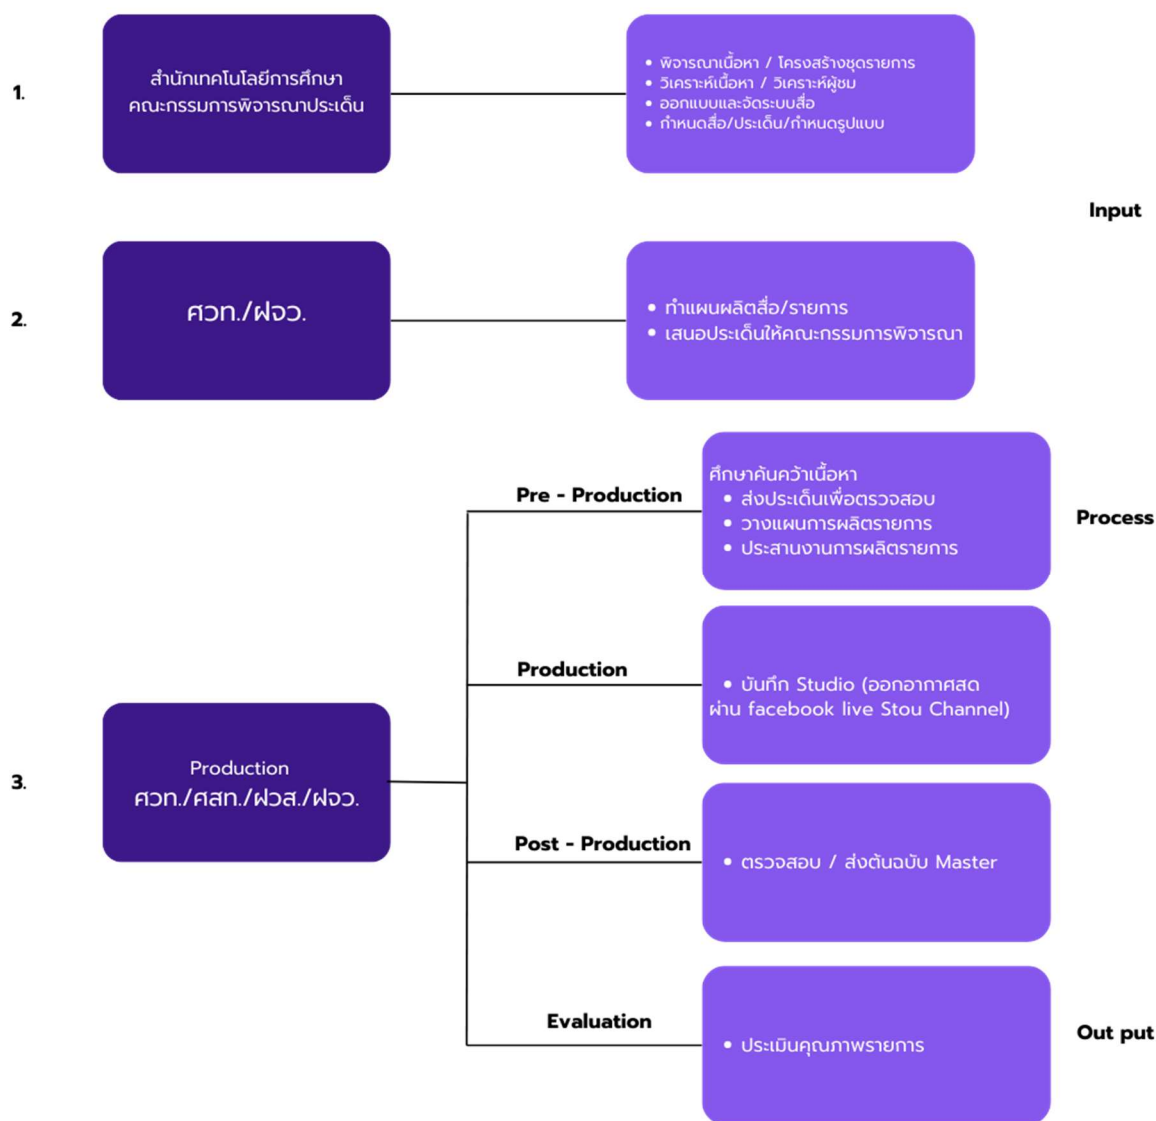 1.
สำนักเทคโนโลยีการศึกษา
คณะกรรมการพิจารณาประเด็น
• พิจารณาเนื้อหา / โครงสร้างชุดรายการ
• วิเคราะห์เนื้อหา / วิเคราะห์ผู้ชม
• ออกแบบและจัดระบบสื่อ
• กำหนดสื่อ/ประเด็น/กำหนดรูปแบบ
Input
2.
ศวท./ฝจว.
• ทำแผนผลิตสื่อ/รายการ
• เสนอประเด็นให้คณะกรรมการพิจารณา
3.
Production
ศวท./ศสท./ฝวส./ฝจว.
Pre - Production
ศึกษาค้นคว้าเนื้อหา
• ส่งประเด็นเพื่อตรวจสอบ
• วางแผนการผลิตรายการ
• ประสานงานการผลิตรายการ
Process
Production
• บันทึก Studio (ออกอากาศสด
ผ่าน facebook live Stou Channel)
Post - Production
• ตรวจสอบ / ส่งต้นฉบับ Master
Evaluation
• ประเมินคุณภาพรายการ
Out put